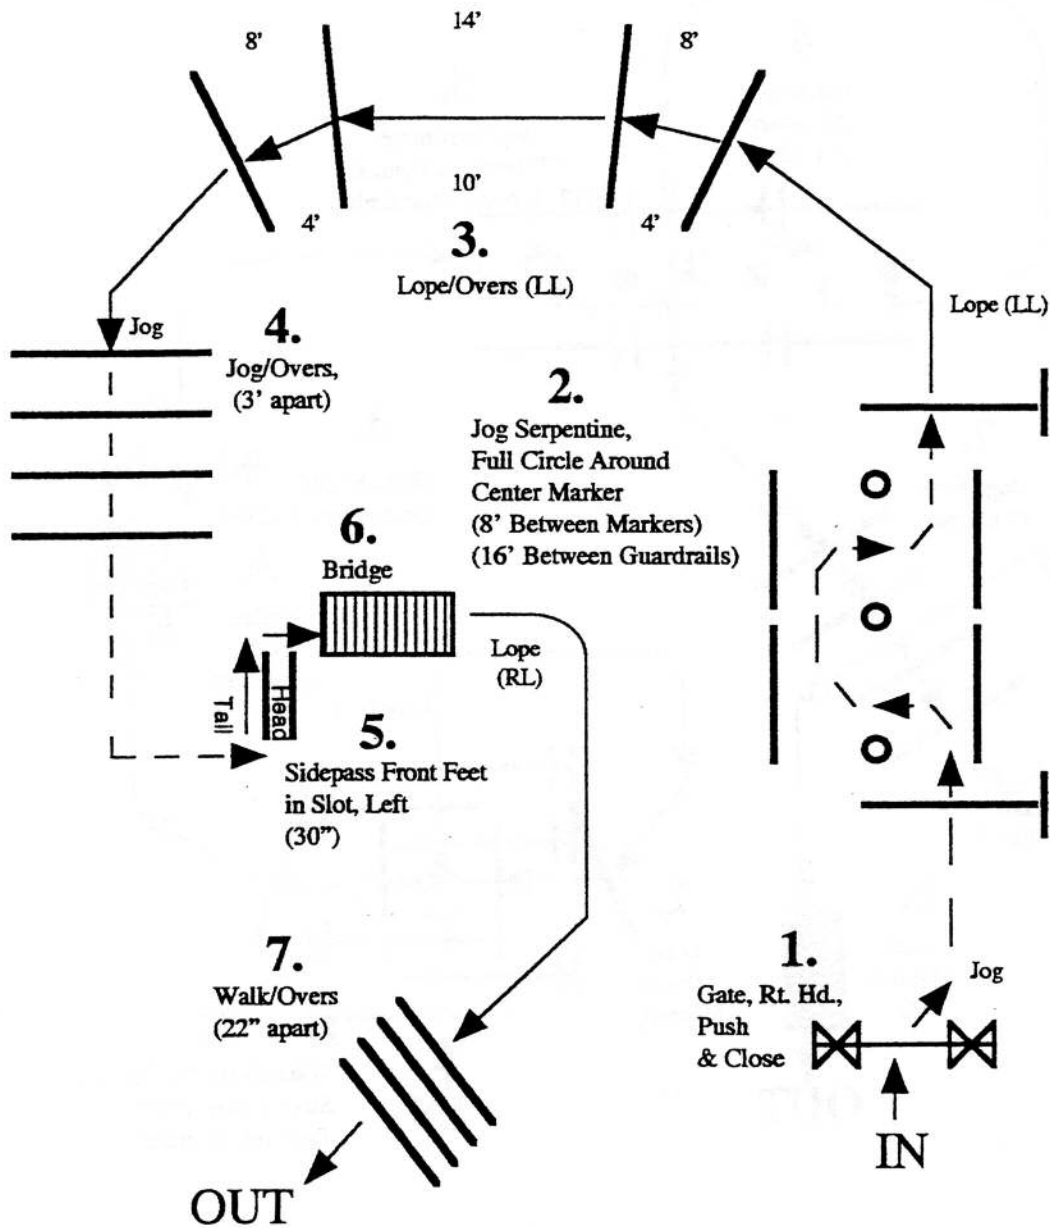 14’
8’
8’
10’
4’
4’
3.
Lope/Overs (LL)
Lope (LL)
Jog
4.
Jog/Overs,
(3’ apart)
2.
Jog Serpentine,
Full Circle Around
Center Marker
(8’ Between Markers)
(16’ Between Guardrails)
6.
Bridge
Lope
(RL)
Tail
Head
5.
Sidepass Front Feet
in Slot, Left
(30”)
7.
Walk/Overs
(22” apart)
1.
Gate, Rt. Hd.,
Push
& Close
Jog
IN
OUT